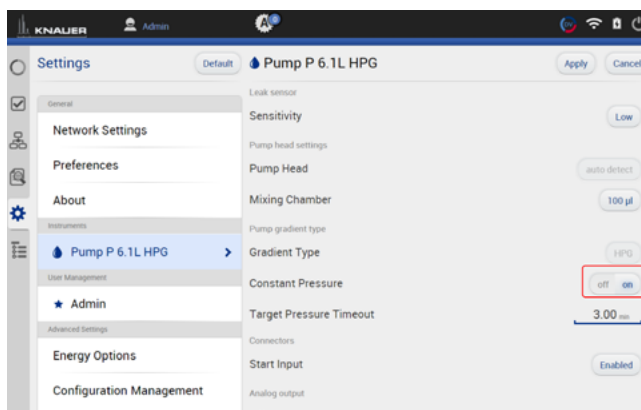 KNAUER
Admin
Settings
Default
Pump P 6.1L HPG
Apply
Cancel
General
Network Settings
Preferences
About
Instruments
Pump P 6.1L HPG
User Management
Admin
Advanced Settings
Energy Options
Configuration Management
Leak sensor
Sensitivity
Low
Pump head settings
Pump Head
auto detect
Mixing Chamber
100 µl
Pump gradient type
Gradient Type
HPG
Constant Pressure
off on
Target Pressure Timeout
3.00 min
Connectors
Start Input
Enabled
Analog output